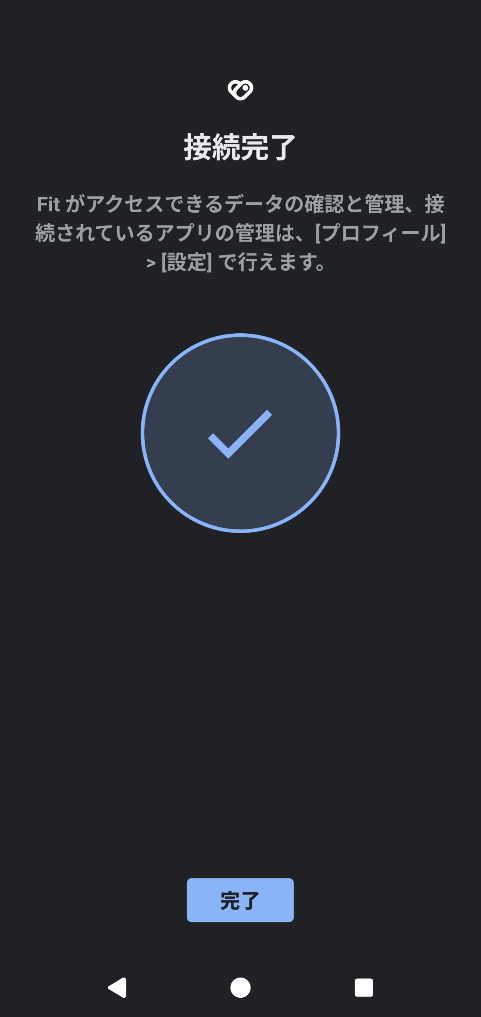 接続完了
Fit がアクセスできるデータの確認と管理、接
続されているアプリの管理は、[プロフィール]
> [設定] で行えます。
完了